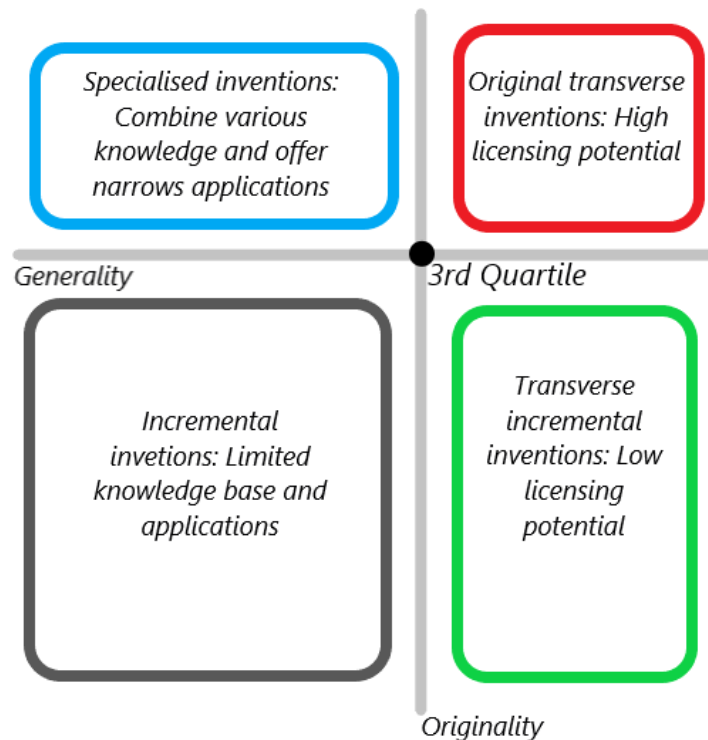 Specialised inventions:
Combine various
knowledge and offer
narrows applications
Original transverse
inventions: High
licensing potential
Generality
3rd Quartile
Incremental
invetions: Limited
knowledge base and
applications
Transverse
incremental
inventions: Low
licensing
potential
Originality